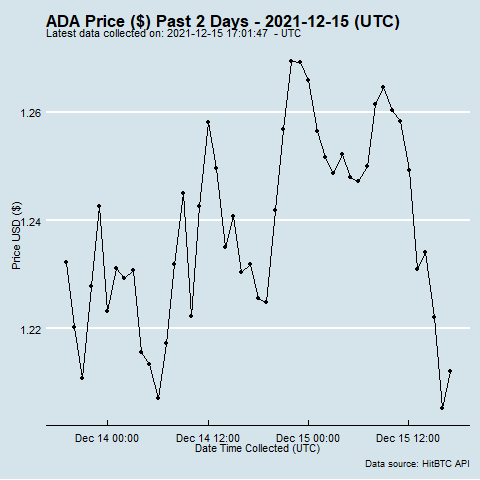 ADA Price ($) Past 2 Days - 2021-12-15 (UTC)
Latest data collected on: 2021-12-15 17:01:47  - UTC
1.26
1.24
1.22
Price USD ($)
Dec 14 00:00
Dec 14 12:00
Dec 15 00:00
Dec 15 12:00
Date Time Collected (UTC)
Data source: HitBTC API